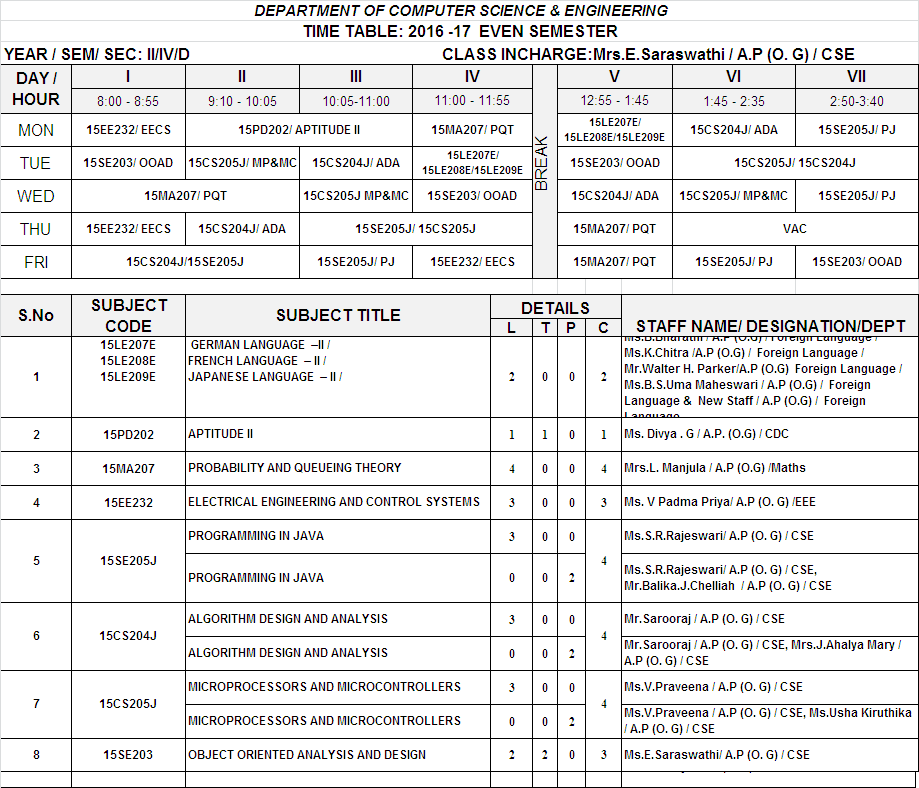 DEPARTMENT OF COMPUTER SCIENCE & ENGINEERING
TIME TABLE: 2016 -17 EVEN SEMESTER
YEAR / SEM/ SEC: II/IV/D CLASS INCHARGE:Mrs.E.Saraswathi / A.P (O. G) / CSE
DAY / HOUR I II III IV BREAK V VI VII
8:00 - 8:55 9:10 - 10:05 10:05-11:00 11:00 - 11:55 12:55 - 1:45 1:45 - 2:35 2:50-3:40
MON 15EE232/ EECS 15PD202/ APTITUDE II 15MA207/ PQT 15LE207E/ 15LE208E/15LE209E 15CS204J/ ADA 15SE205J/ PJ
TUE 15SE203/ OOAD 15CS205J/ MP&MC 15CS204J/ ADA 15LE207E/ 15LE208E/15LE209E 15SE203/ OOAD 15CS205J/ 15CS204J
WED 15MA207/ PQT 15CS205J MP&MC 15SE203/ OOAD 15CS204J/ ADA 15CS205J/ MP&MC 15SE205J/ PJ
THU 15EE232/ EECS 15CS204J/ ADA 15SE205J/ 15CS205J 15MA207/ PQT VAC
FRI 15CS204J/15SE205J 15SE205J/ PJ 15EE232/ EECS 15MA207/ PQT 15SE205J/ PJ 15SE203/ OOAD
S.No SUBJECT CODE SUBJECT TITLE DETAILS STAFF NAME/ DESIGNATION/DEPT
L T P C
1 15LE207E GERMAN LANGUAGE –II / 2 0 0 2
15LE208E FRENCH LANGUAGE – II /
15LE209E JAPANESE LANGUAGE – II /
Ms.B.Bharathi / A.P (O.G) / Foreign Language /
Ms.K.Chitra /A.P (O.G) / Foreign Language /
Mr.Walter H. Parker/A.P (O.G) Foreign Language /
Ms.B.S.Uma Maheswari / A.P (O.G) / Foreign
Language & New Staff / A.P (O.G) / Foreign
Language
2 15PD202 APTITUDE II 1 1 0 1 Ms. Divya . G / A.P. (O.G) / CDC
3 15MA207 PROBABILITY AND QUEUEING THEORY 4 0 0 4 Mrs.L. Manjula / A.P (O.G) /Maths
4 15EE232 ELECTRICAL ENGINEERING AND CONTROL SYSTEMS 3 0 0 3 Ms. V Padma Priya/ A.P (O. G) /EEE
5 15SE205J PROGRAMMING IN JAVA 3 0 0 4 Ms.S.R.Rajeswari/ A.P (O. G) / CSE
PROGRAMMING IN JAVA 0 0 2 Ms.S.R.Rajeswari/ A.P (O. G) / CSE,
Mr.Balika.J.Chelliah / A.P (O. G) / CSE
6 15CS204J ALGORITHM DESIGN AND ANALYSIS 3 0 0 4 Mr.Sarooraj / A.P (O. G) / CSE
ALGORITHM DESIGN AND ANALYSIS 0 0 2 Mr.Sarooraj / A.P (O. G) / CSE, Mrs.J.Ahalya Mary /
A.P (O. G) / CSE
7 15CS205J MICROPROCESSORS AND MICROCONTROLLERS 3 0 0 4 Ms.V.Praveena / A.P (O. G) / CSE
MICROPROCESSORS AND MICROCONTROLLERS 0 0 2 Ms.V.Praveena / A.P (O. G) / CSE, Ms.Usha Kiruthika
/ A.P (O. G) / CSE
8 15SE203 OBJECT ORIENTED ANALYSIS AND DESIGN 2 2 0 3 Ms.E.Saraswathi/ A.P (O. G) / CSE